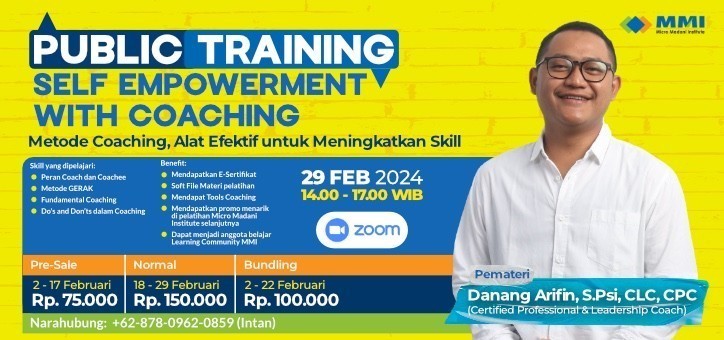 MMI
Micro Madani Institute
PUBLIC TRAINING
SELF EMPOWERMENT
WITH COACHING
Metode Coaching, Alat Efektif untuk Meningkatkan Skill
Skill yang dipelajari:
Peran Coach dan Coachee
Metode GERAK
Fundamental Coaching
Do's and Don'ts dalam Coaching
Benefit:
Mendapatkan E-Sertifikat
Soft File Materi pelatihan
Mendapat Tools Coaching
Mendapatkan promo menarik
di pelatihan Micro Madani
Institute selanjutnya
Dapat menjadi anggota belajar
Learning Community MMI
29 FEB 2024
14.00 - 17.00 WIB
zoom
Pre-Sale
2 - 17 Februari
Rp. 75.000
Normal
18 - 29 Februari
Rp. 150.000
Bundling
2 - 22 Februari
Rp. 100.000
Narahubung: +62-878-0962-0859 (Intan)
Pemateri
Danang Arifin, S.Psi, CLC, CPC
(Certified Professional & Leadership Coach)